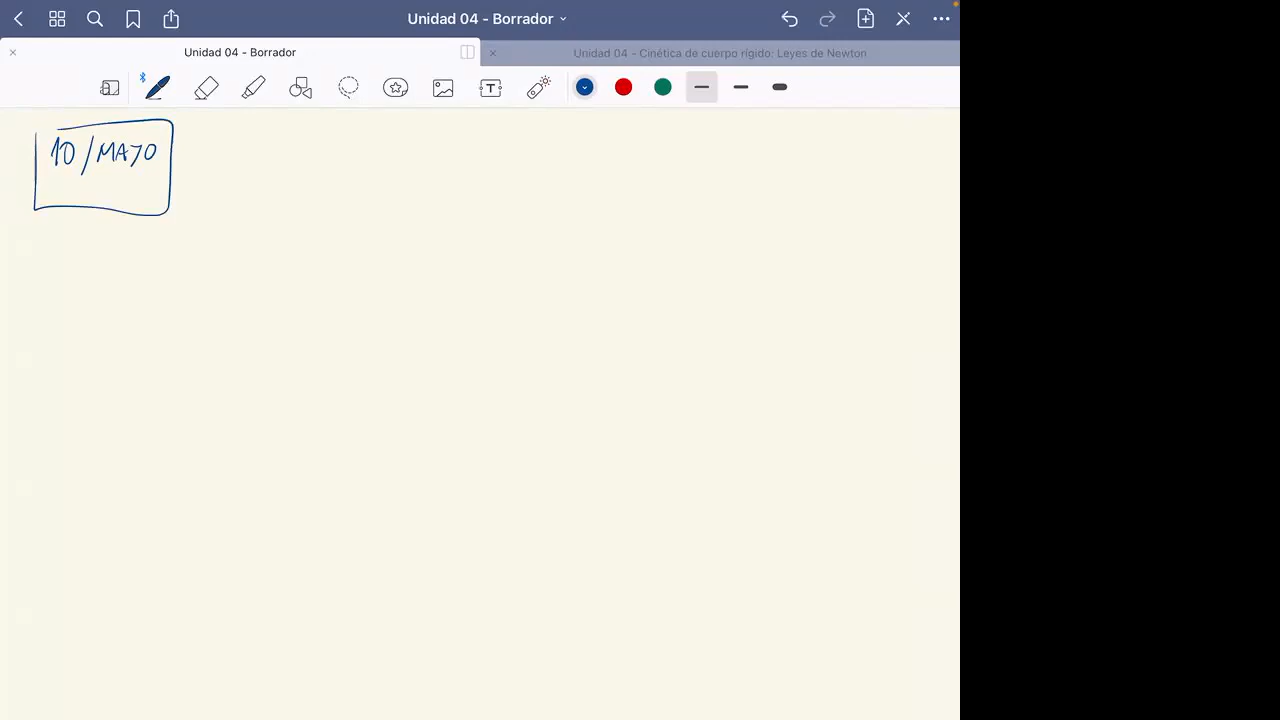 Unidad 04 - Borrador
Unidad 04 - Borrador
Unidad 04 - Cinética de cuerpo rígido: Leyes de Newton
T
10/MAYO